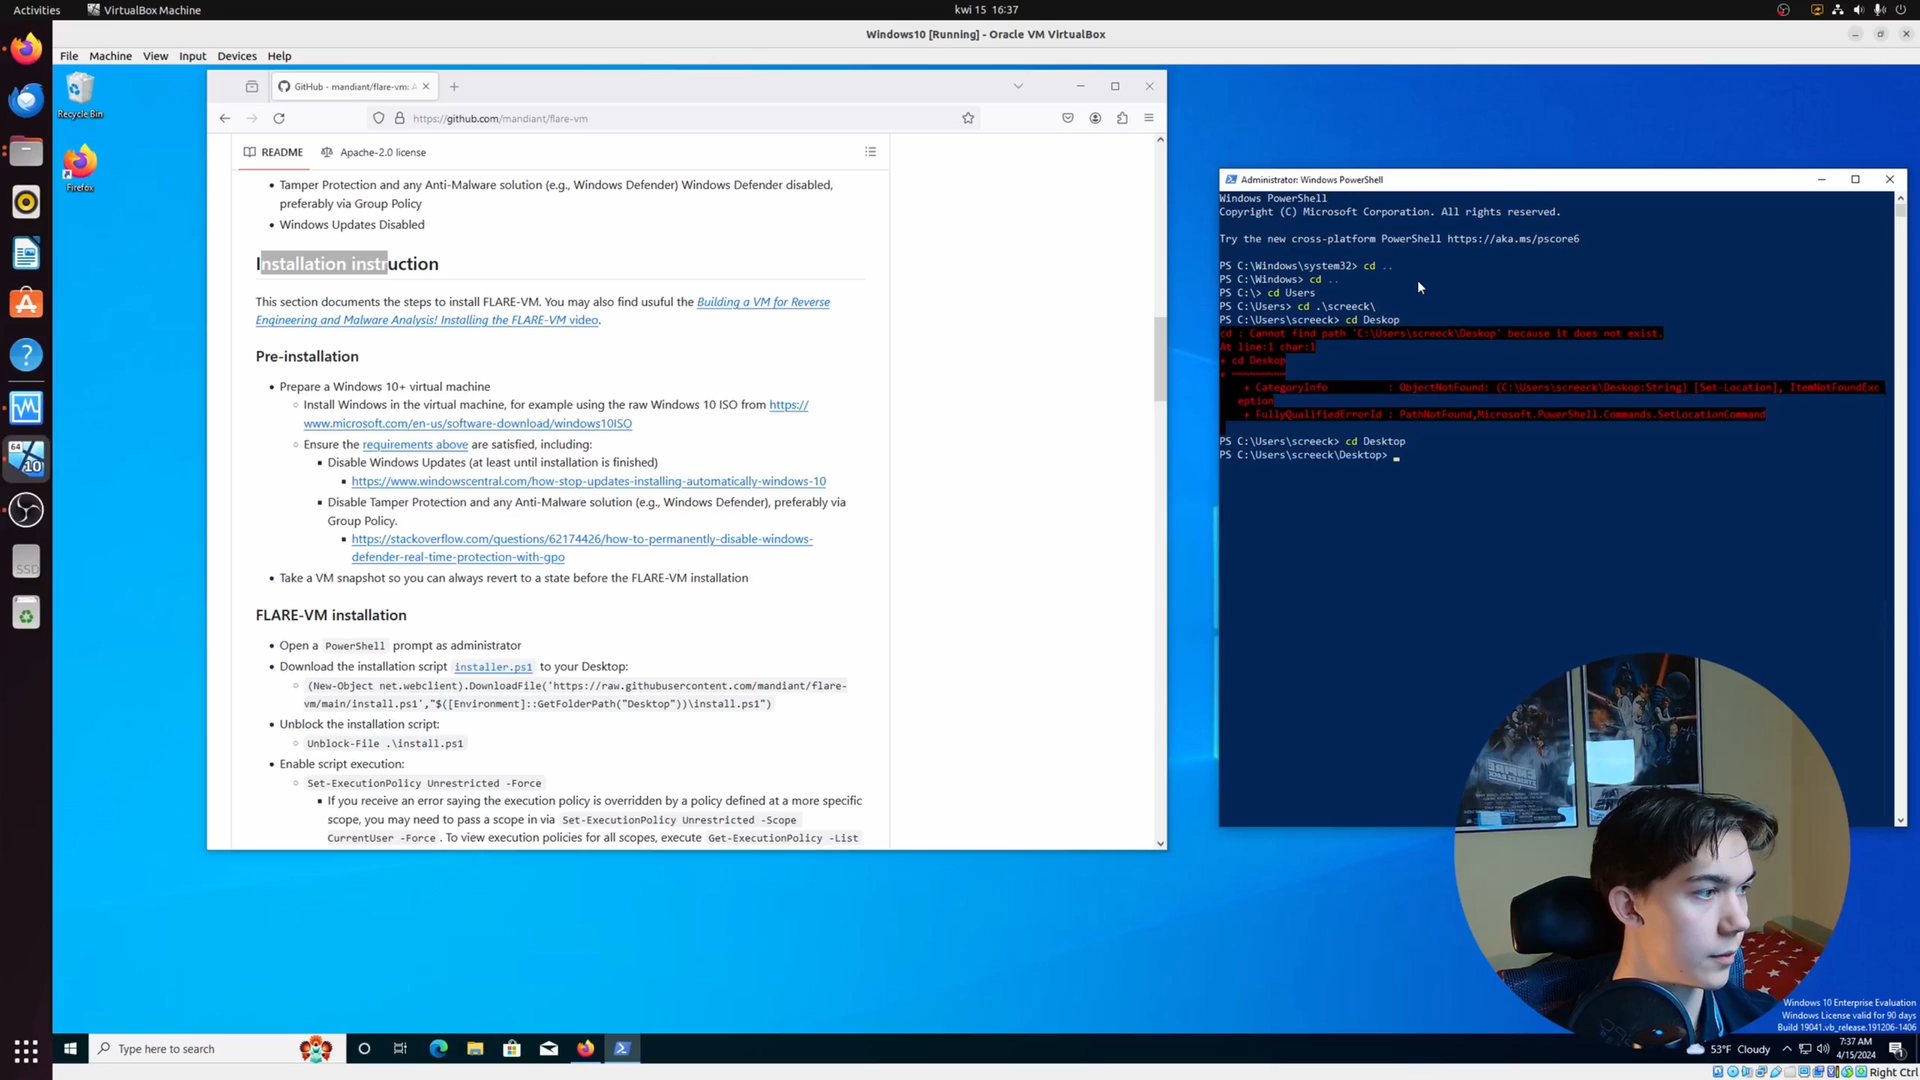 Activities
VirtualBox Machine
kwi 15 16:37
Windows10 [Running] - Oracle VM VirtualBox
File Machine View Input Devices Help
Recycle Bin
Firefox
GitHub - mandiant/flare-vm: A
https://github.com/mandiant/flare-vm
README
Apache-2.0 license
• Tamper Protection and any Anti-Malware solution (e.g., Windows Defender) Windows Defender disabled,
preferably via Group Policy
• Windows Updates Disabled
Installation instruction
This section documents the steps to install FLARE-VM. You may also find usuful the Building a VM for Reverse
Engineering and Malware Analysis! Installing the FLARE-VM video.
Pre-installation
• Prepare a Windows 10+ virtual machine
Install Windows in the virtual machine, for example using the raw Windows 10 ISO from https://
www.microsoft.com/en-us/software-download/windows10ISO
Ensure the requirements above are satisfied, including:
Disable Windows Updates (at least until installation is finished)
https://www.windowscentral.com/how-stop-updates-installing-automatically-windows-10
Disable Tamper Protection and any Anti-Malware solution (e.g., Windows Defender), preferably via
Group Policy.
https://stackoverflow.com/questions/62174426/how-to-permanently-disable-windows-
defender-real-time-protection-with-gpo
• Take a VM snapshot so you can always revert to a state before the FLARE-VM installation
FLARE-VM installation
• Open a PowerShell prompt as administrator
• Download the installation script installer.ps1 to your Desktop:
(New-Object net.webclient).DownloadFile('https://raw.githubusercontent.com/mandiant/flare-
vm/main/install.ps1',"$([Environment]::GetFolderPath("Desktop"))\install.ps1")
• Unblock the installation script:
Unblock-File .\install.ps1
• Enable script execution:
Set-ExecutionPolicy Unrestricted -Force
If you receive an error saying the execution policy is overridden by a policy defined at a more specific
scope, you may need to pass a scope in via Set-ExecutionPolicy Unrestricted -Scope
CurrentUser -Force . To view execution policies for all scopes, execute Get-ExecutionPolicy -List
Administrator: Windows PowerShell
Windows PowerShell
Copyright (C) Microsoft Corporation. All rights reserved.
Try the new cross-platform PowerShell https://aka.ms/pscore6
PS C:\Windows\system32> cd ..
PS C:\Windows> cd ..
PS C:\> cd Users
PS C:\Users> cd .\screeck\
PS C:\Users\screeck> cd Deskop
cd : Cannot find path 'C:\Users\screeck\Deskop' because it does not exist.
At line:1 char:1
+ cd Deskop
+ ~~~~~~~~~
+ CategoryInfo : ObjectNotFound: (C:\Users\screeck\Deskop:String) [Set-Location], ItemNotFoundExc
eption
+ FullyQualifiedErrorId : PathNotFound,Microsoft.PowerShell.Commands.SetLocationCommand
PS C:\Users\screeck> cd Desktop
PS C:\Users\screeck\Desktop>
64
10
SSD
EMPIRE
Windows 10 Enterprise Evaluation
Windows License valid for 90 days
Build 19041.vb_release.191206-1406
Type here to search
53°F Cloudy
7:37 AM
4/15/2024
1
Right Ctrl